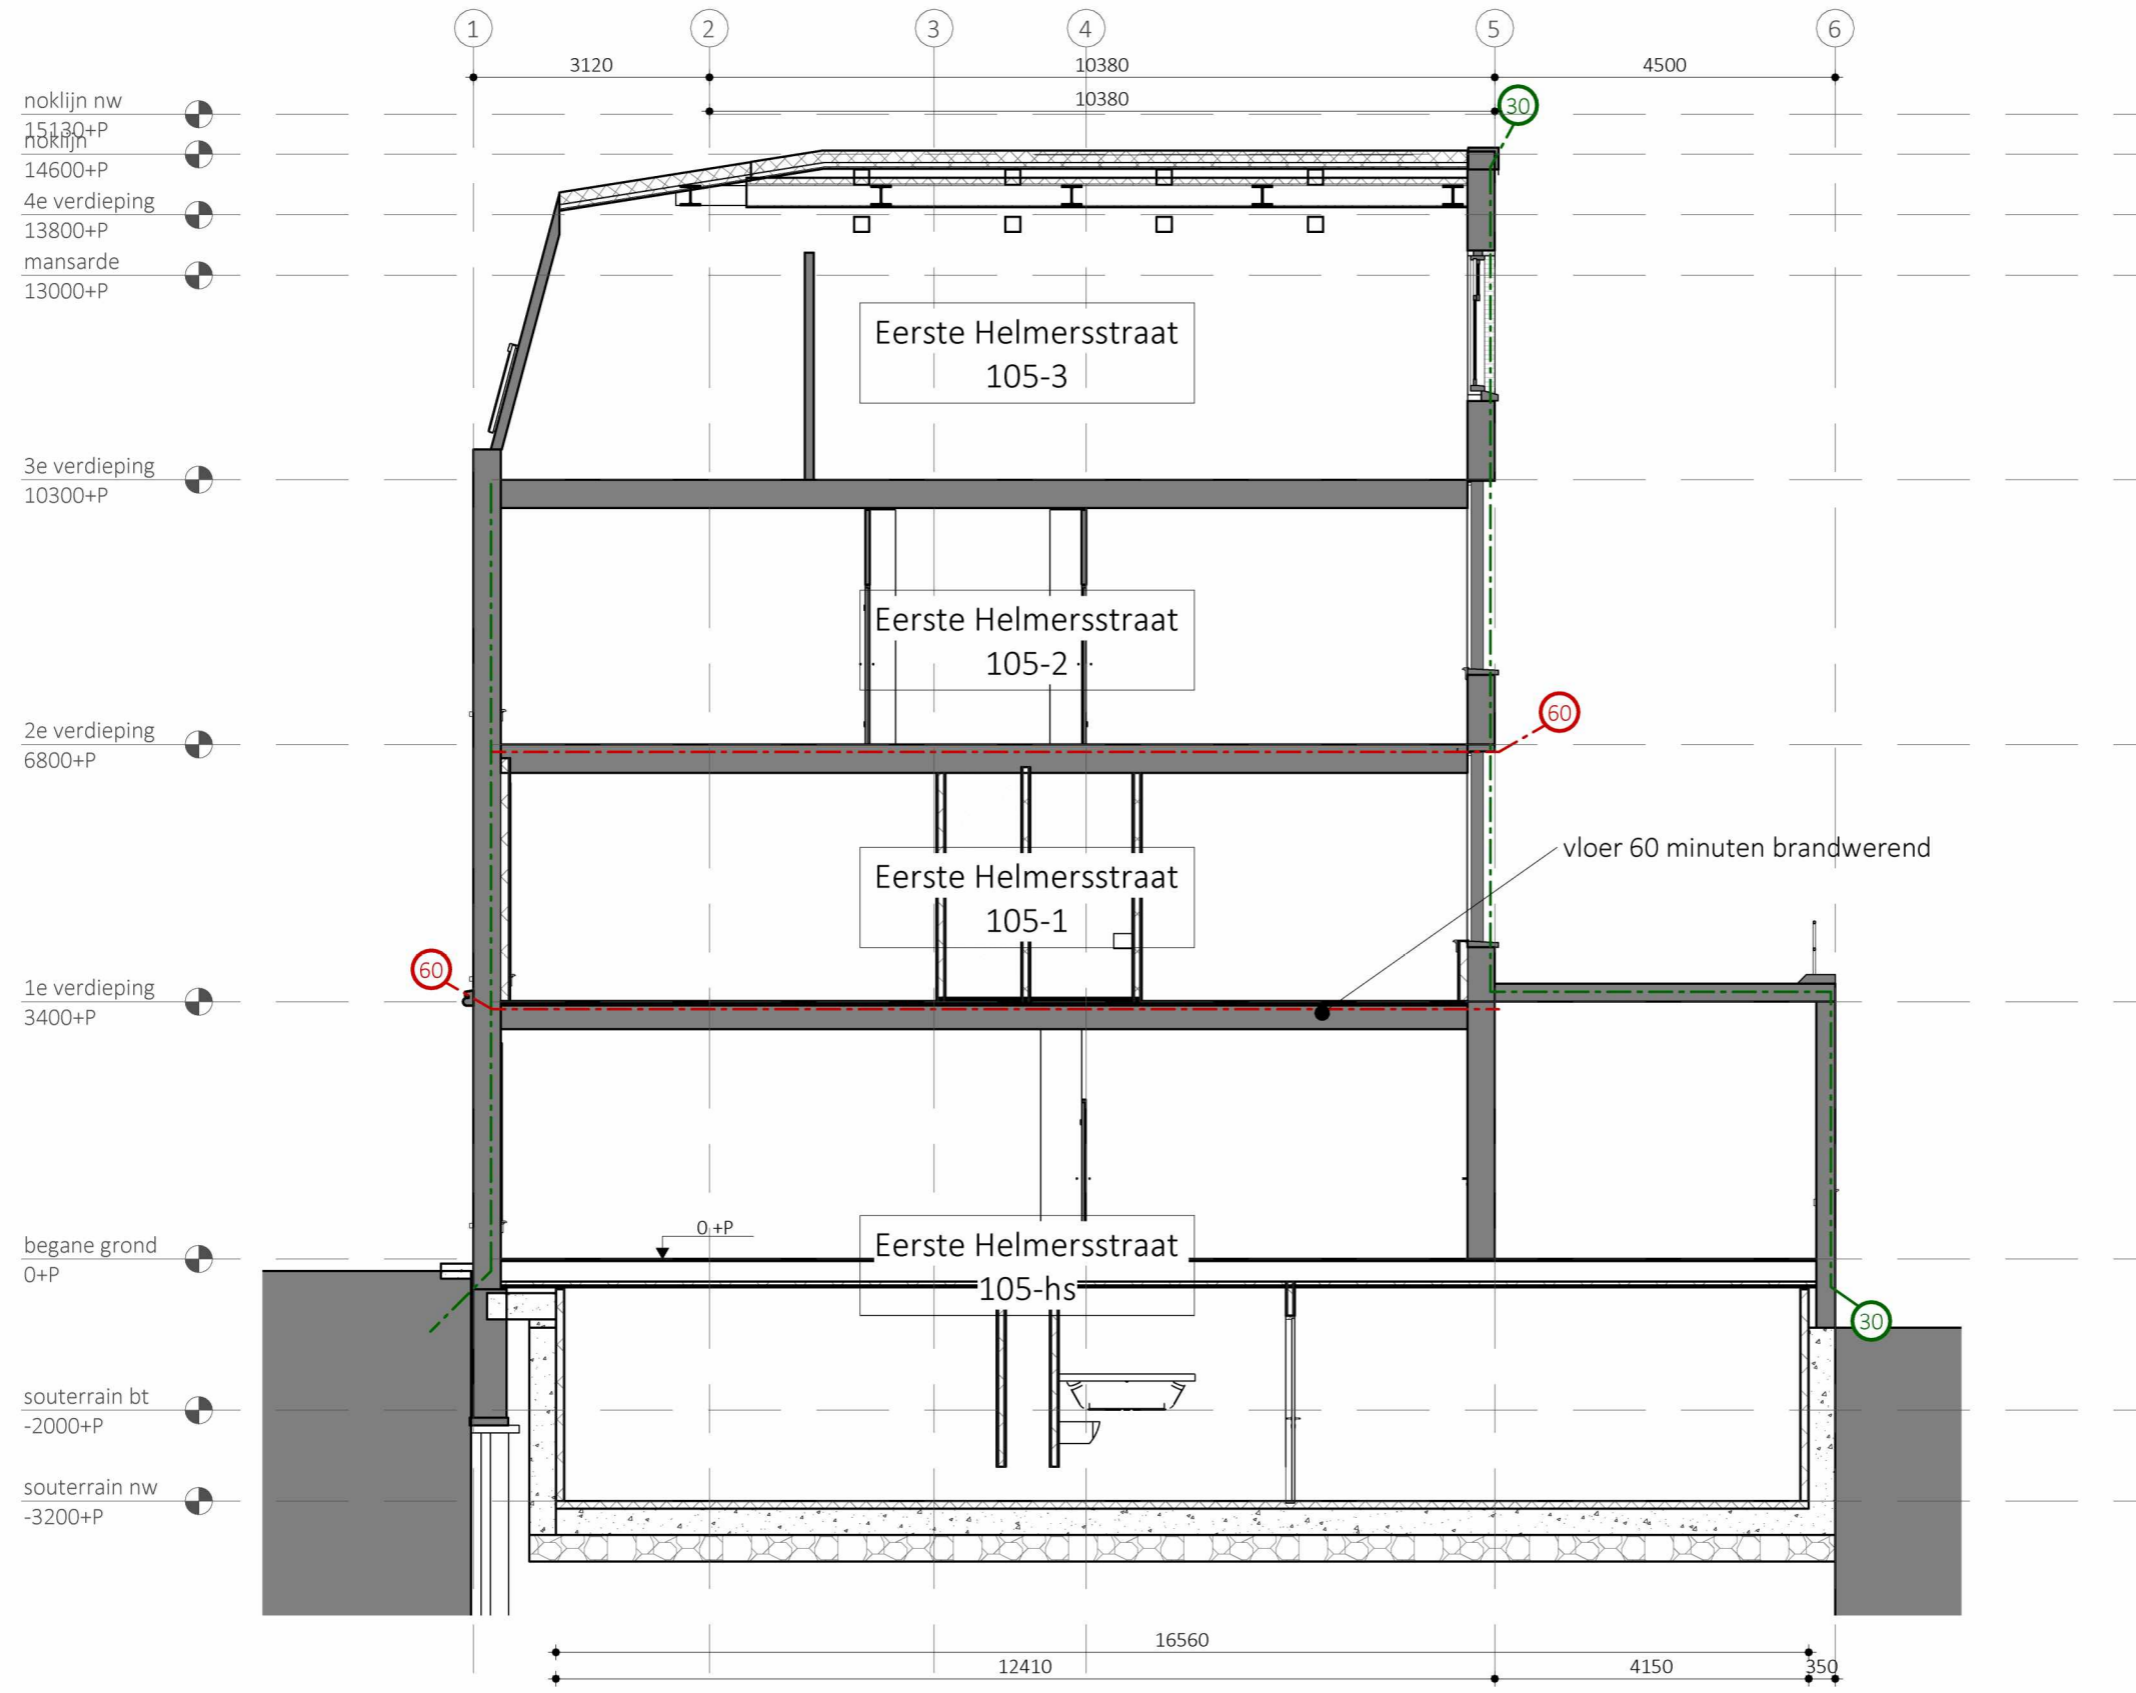 1 2 3 4 5 6
3120 10380 4500
10380
30
noklijn nw
15130+P
noklijn
14600+P
4e verdieping
13800+P
mansarde
13000+P
Eerste Helmersstraat
105-3
3e verdieping
10300+P
Eerste Helmersstraat
105-2
60
2e verdieping
6800+P
vloer 60 minuten brandwerend
Eerste Helmersstraat
105-1
60
1e verdieping
3400+P
0 +P
begane grond
0+P
Eerste Helmersstraat
105-hs
30
souterrain bt
-2000+P
souterrain nw
-3200+P
16560
12410 4150 350